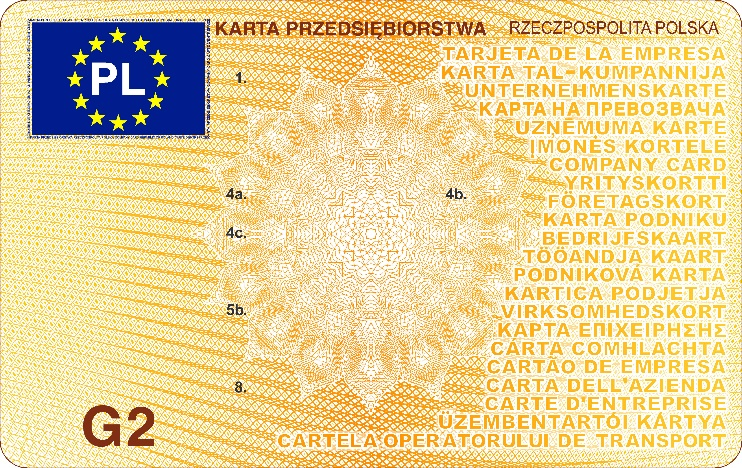 KARTA PRZEDSIĘBIORSTWA RZECZPOSPOLITA POLSKA
PL
TARJETA DE LA EMPRESA
1. KARTA TAL-KUMPANNIJA
UNTERNEHMENSKARTE
КАРТА НА ПРЕВОЗВАЧА
UZŅĒMUMA KARTE
ĮMONĖS KORTELĖ
COMPANY CARD
YRITYSKORTTI
4a. 4b. FÖRETAGSKORT
KARTA PODNIKU
4c. BEDRIJFSKAART
TÖÖANDJA KAART
PODNIKOVÁ KARTA
KARTICA PODJETJA
5b. VIRKSOMHEDSKORT
ΚΑΡΤΑ ΕΠΙΧΕΙΡΗΣΗΣ
CÁRTA COMHLACHTA
CARTÃO DE EMPRESA
8. CARTA DELL'AZIENDA
CARTE D'ENTREPRISE
G2
ÜZEMBENTARTÓI KÁRTYA
CARTELA OPERATORULUI DE TRANSPORT